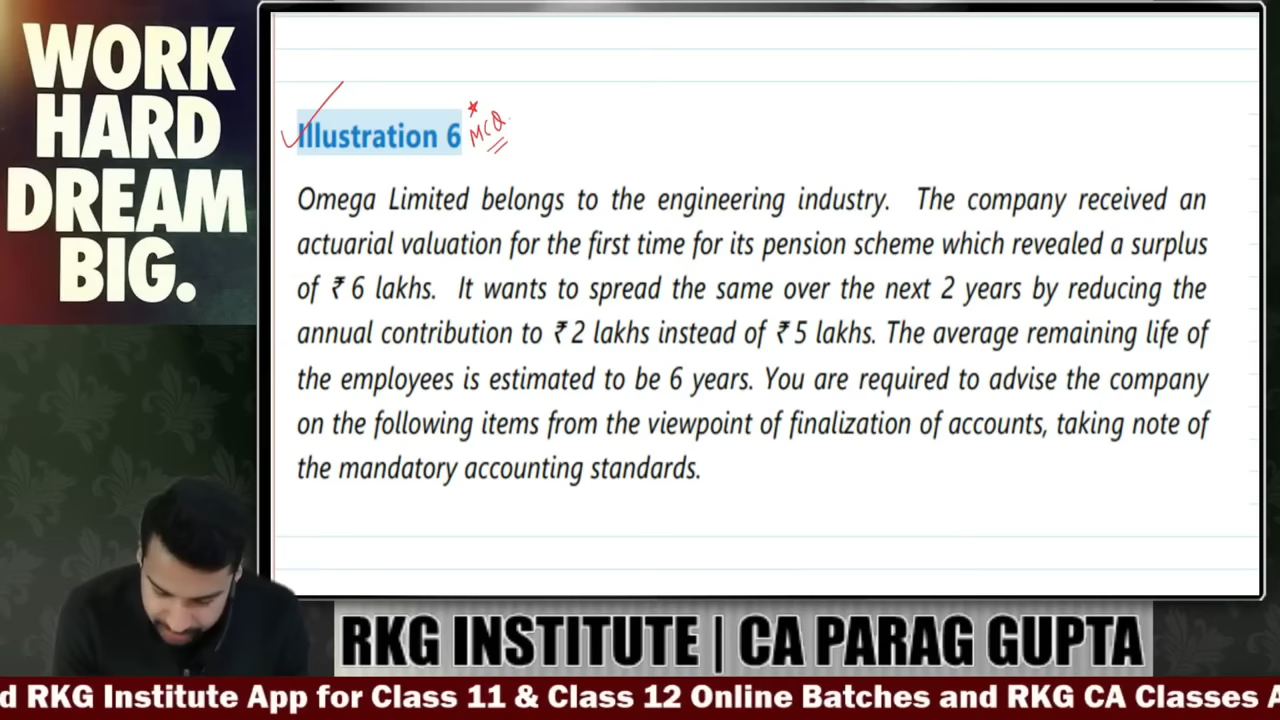 WORK
HARD
DREAM
BIG.
Illustration 6
MCQ
Omega Limited belongs to the engineering industry. The company received an
actuarial valuation for the first time for its pension scheme which revealed a surplus
of ₹ 6 lakhs. It wants to spread the same over the next 2 years by reducing the
annual contribution to ₹ 2 lakhs instead of ₹ 5 lakhs. The average remaining life of
the employees is estimated to be 6 years. You are required to advise the company
on the following items from the viewpoint of finalization of accounts, taking note of
the mandatory accounting standards.
RKG INSTITUTE | CA PARAG GUPTA
d RKG Institute App for Class 11 & Class 12 Online Batches and RKG CA Classes A